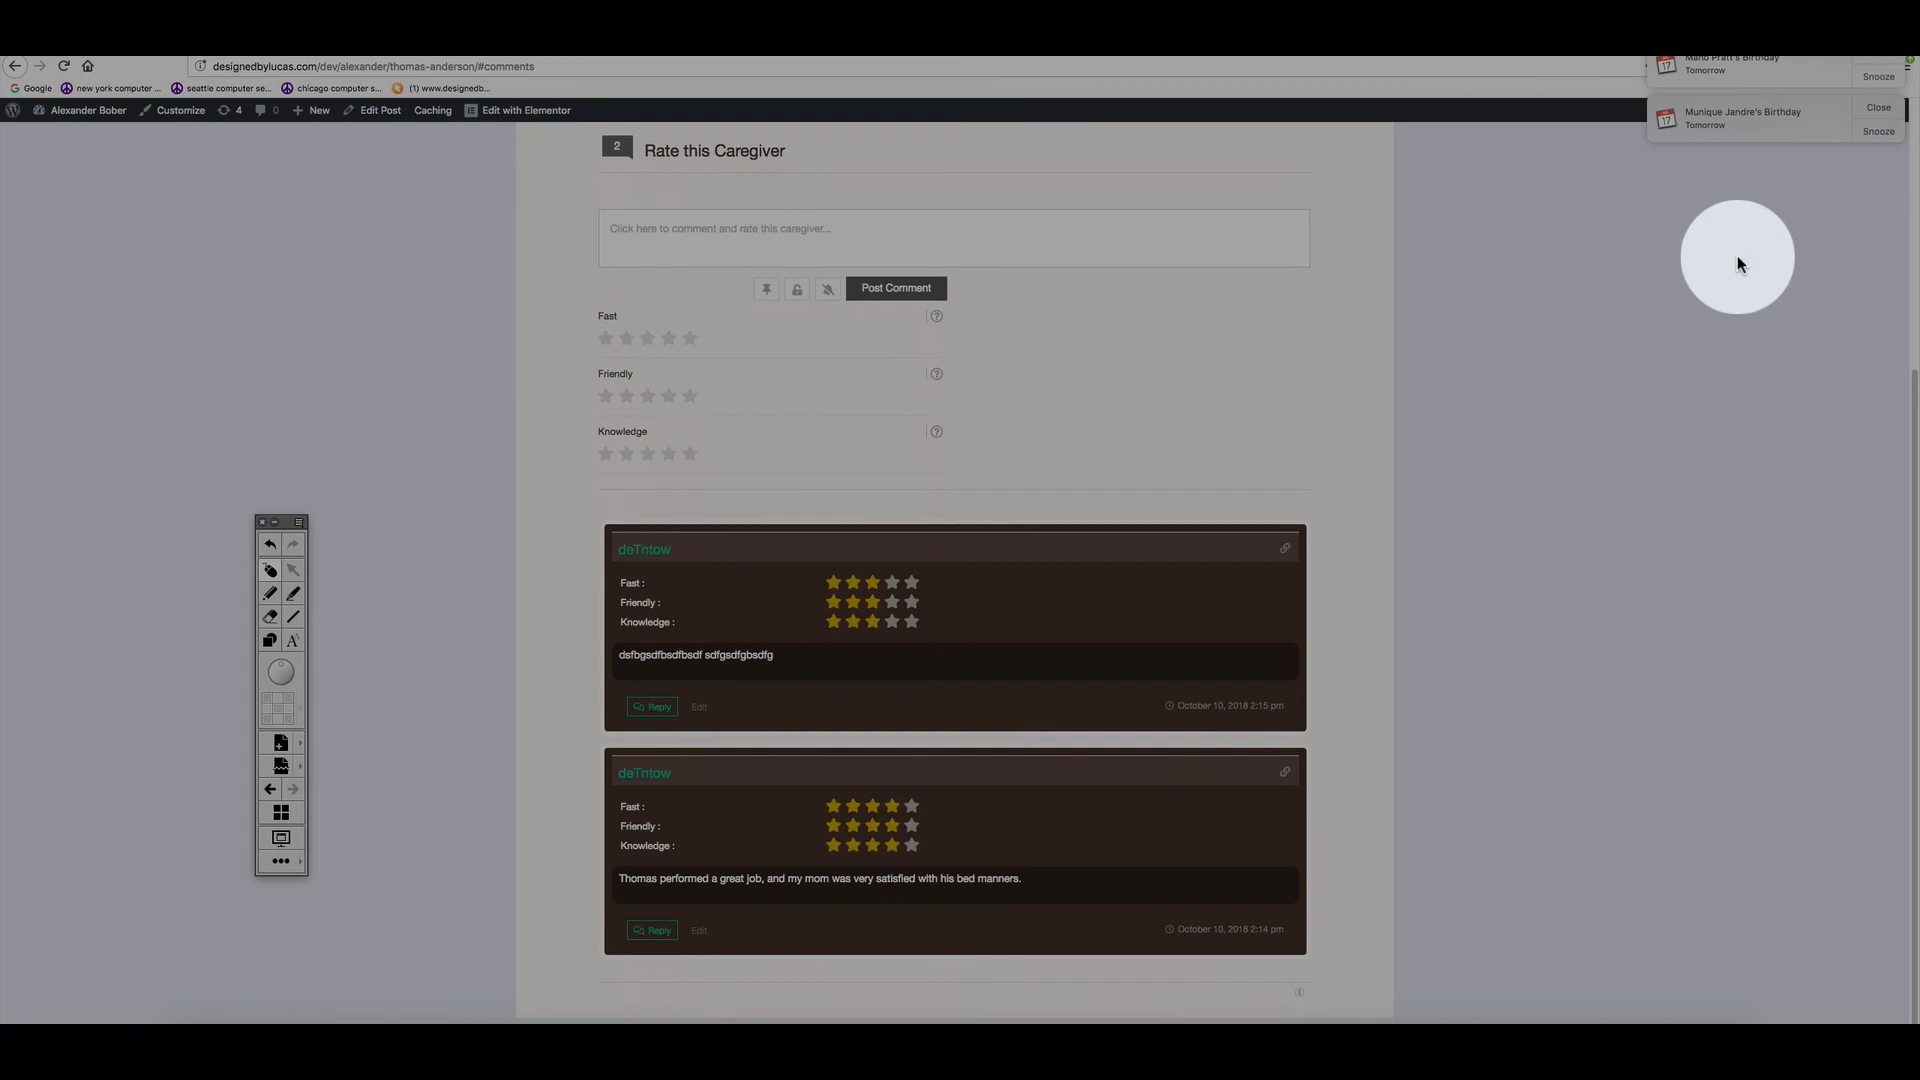 designedbylucas.com/dev/alexander/thomas-anderson/#comments
Google new york computer ... seattle computer se... chicago computer s... (1) www.designedb...
Alexander Bober Customize 4 0 New Edit Post Caching Edit with Elementor
17 Mano Pratt's Birthday
Tomorrow
Snooze
17 Munique Jandre's Birthday
Tomorrow
Close
Snooze
2 Rate this Caregiver
Click here to comment and rate this caregiver...
Post Comment
Fast
Friendly
Knowledge
deTntow
Fast :
Friendly :
Knowledge :
dsfbgsdfbsdfbsdf sdfgsdfgbsdfg
Reply Edit October 10, 2018 2:15 pm
deTntow
Fast :
Friendly :
Knowledge :
Thomas performed a great job, and my mom was very satisfied with his bed manners.
Reply Edit October 10, 2018 2:14 pm